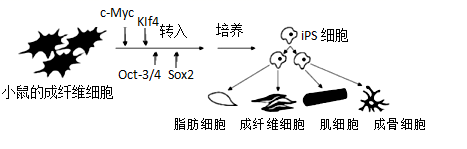 c-Myc
Klf4
转入
培养
iPS 细胞
Oct-3/4
Sox2
小鼠的成纤维细胞
脂肪细胞
成纤维细胞
肌细胞
成骨细胞